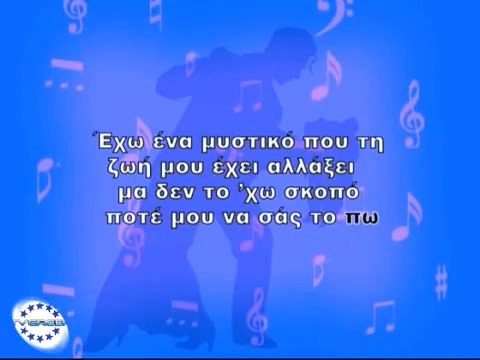 Έχω ένα μυστικό που τη
ζωή μου έχει αλλάξει
μα δεν το 'χω σκοπό
ποτέ μου να σάς το πω